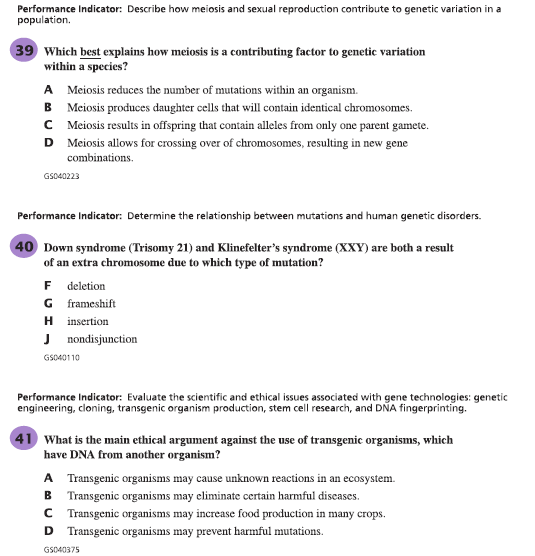 Performance Indicator: Describe how meiosis and sexual reproduction contribute to genetic variation in a
population.
39 Which best explains how meiosis is a contributing factor to genetic variation
within a species?
A Meiosis reduces the number of mutations within an organism.
B Meiosis produces daughter cells that will contain identical chromosomes.
C Meiosis results in offspring that contain alleles from only one parent gamete.
D Meiosis allows for crossing over of chromosomes, resulting in new gene
combinations.
GS040223
Performance Indicator: Determine the relationship between mutations and human genetic disorders.
40 Down syndrome (Trisomy 21) and Klinefelter's syndrome (XXY) are both a result
of an extra chromosome due to which type of mutation?
F deletion
G frameshift
H insertion
J nondisjunction
GS040110
Performance Indicator: Evaluate the scientific and ethical issues associated with gene technologies: genetic
engineering, cloning, transgenic organism production, stem cell research, and DNA fingerprinting.
41 What is the main ethical argument against the use of transgenic organisms, which
have DNA from another organism?
A Transgenic organisms may cause unknown reactions in an ecosystem.
B Transgenic organisms may eliminate certain harmful diseases.
C Transgenic organisms may increase food production in many crops.
D Transgenic organisms may prevent harmful mutations.
GS040375